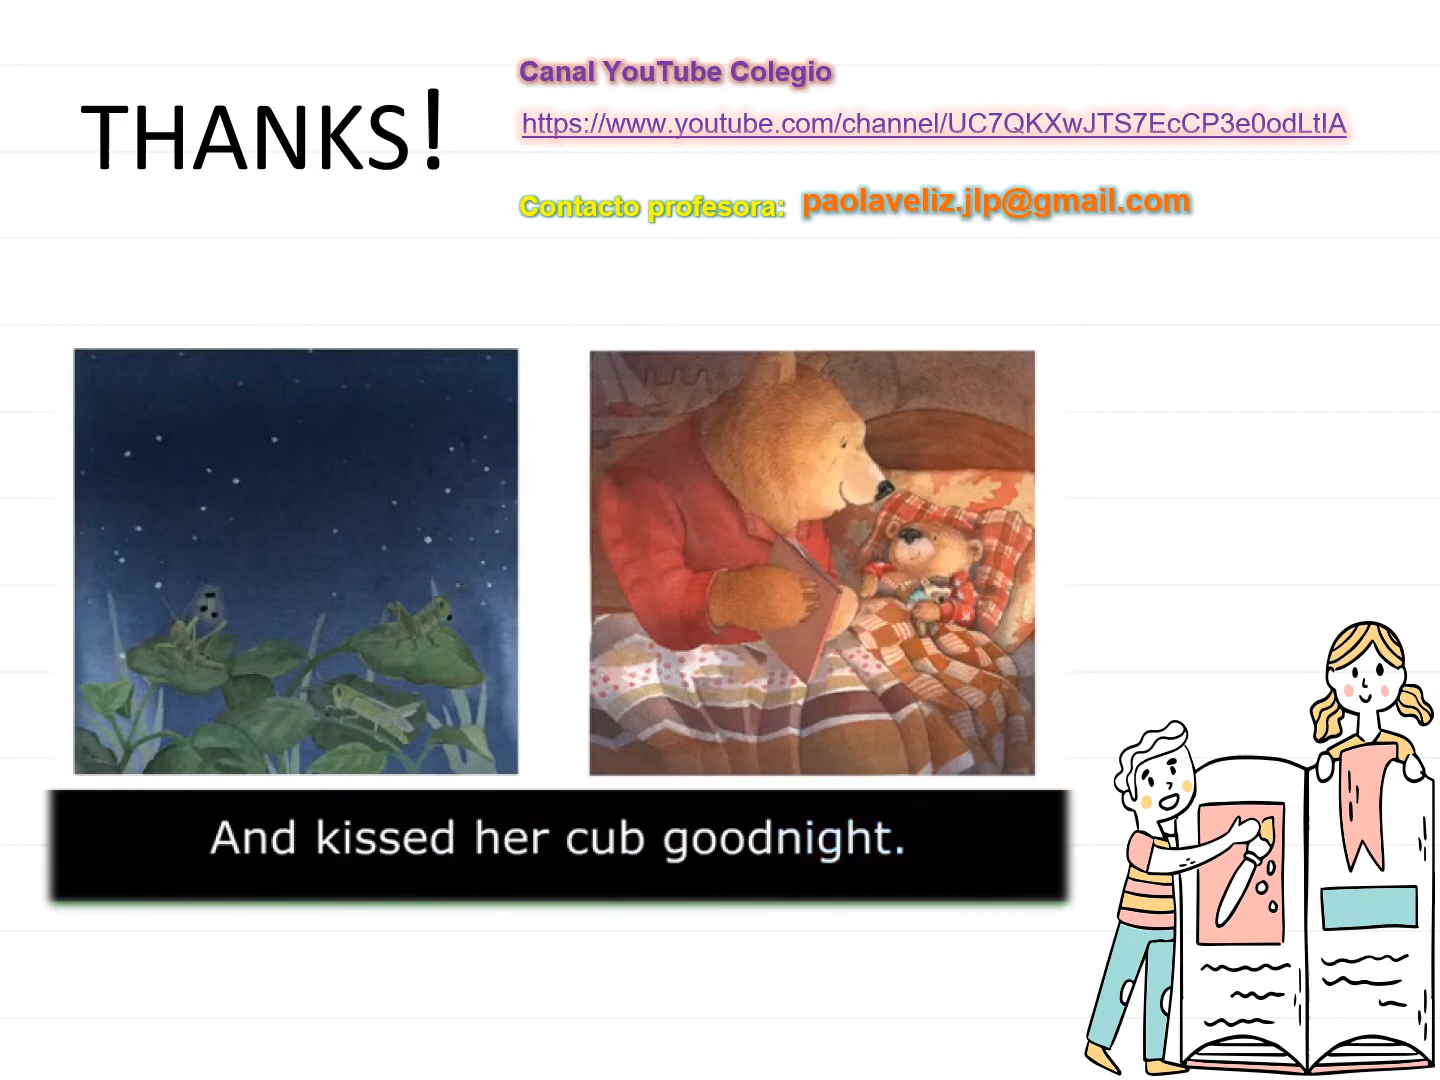 THANKS!
Canal YouTube Colegio
https://www.youtube.com/channel/UC7QKXwJTS7EcCP3e0odLtIA
Contacto profesora: paolaveliz.jlp@gmail.com
And kissed her cub goodnight.